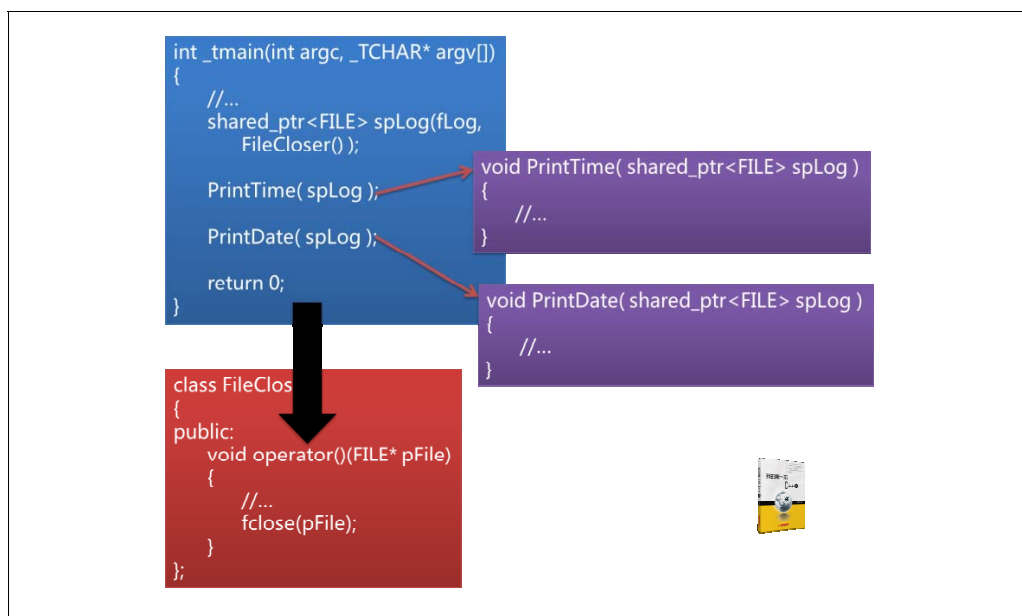 int _tmain(int argc, _TCHAR* argv[])
{
//...
shared_ptr<FILE> spLog(fLog,
FileCloser() );
PrintTime( spLog );
PrintDate( spLog );
return 0;
}
void PrintTime( shared_ptr<FILE> spLog )
{
//...
}
void PrintDate( shared_ptr<FILE> spLog )
{
//...
}
class FileClos
{
public:
void operator()(FILE* pFile)
{
//...
fclose(pFile);
}
};
C++